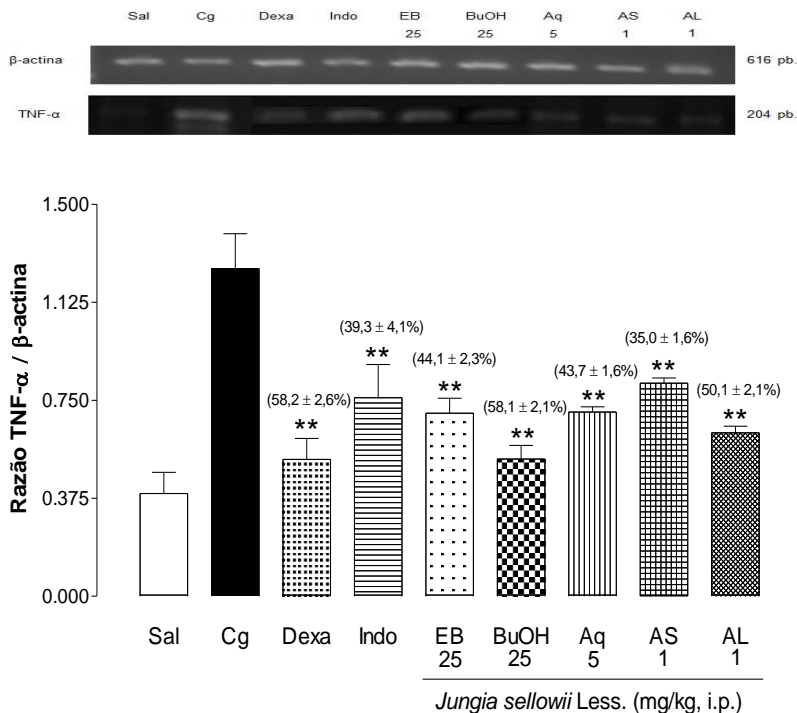 Sal Cg Dexa Indo EB BuOH Aq AS AL
25 25 5 1 1
β-actina 616 pb.
TNF-α 204 pb.
Razão TNF-α / β-actina
1.500
1.125
0.750
0.375
0.000
(58,2 ± 2,6%)
**
(39,3 ± 4,1%)
**
(44,1 ± 2,3%)
**
(58,1 ± 2,1%)
**
(43,7 ± 1,6%)
**
(35,0 ± 1,6%)
**
(50,1 ± 2,1%)
**
Sal Cg Dexa Indo EB BuOH Aq AS AL
25 25 5 1 1
Jungia sellowii Less. (mg/kg, i.p.)